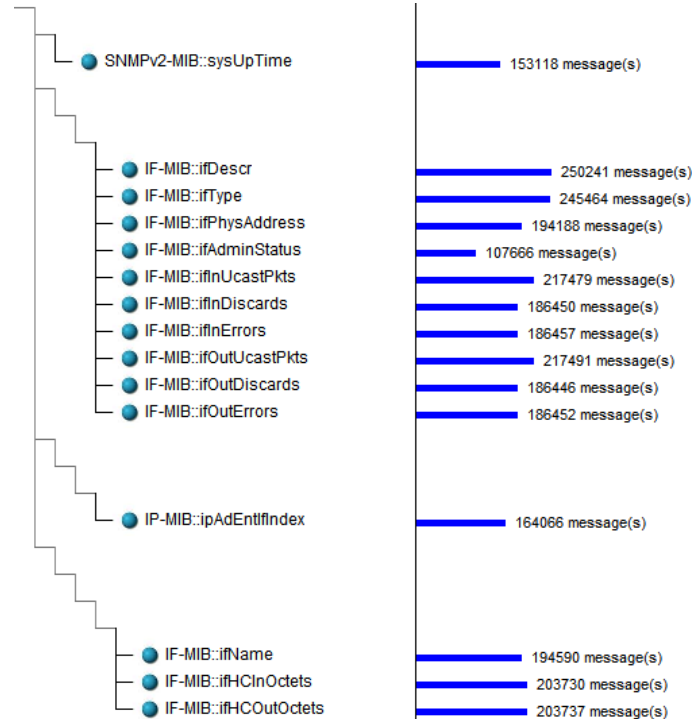 SNMPv2-MIB::sysUpTime 153118 message(s)
IF-MIB::ifDescr 250241 message(s)
IF-MIB::ifType 245464 message(s)
IF-MIB::ifPhysAddress 194188 message(s)
IF-MIB::ifAdminStatus 107666 message(s)
IF-MIB::ifInUcastPkts 217479 message(s)
IF-MIB::ifInDiscards 186450 message(s)
IF-MIB::ifInErrors 186457 message(s)
IF-MIB::ifOutUcastPkts 217491 message(s)
IF-MIB::ifOutDiscards 186446 message(s)
IF-MIB::ifOutErrors 186452 message(s)
IP-MIB::ipAdEntIfIndex 164066 message(s)
IF-MIB::ifName 194590 message(s)
IF-MIB::ifHCInOctets 203730 message(s)
IF-MIB::ifHCOutOctets 203737 message(s)